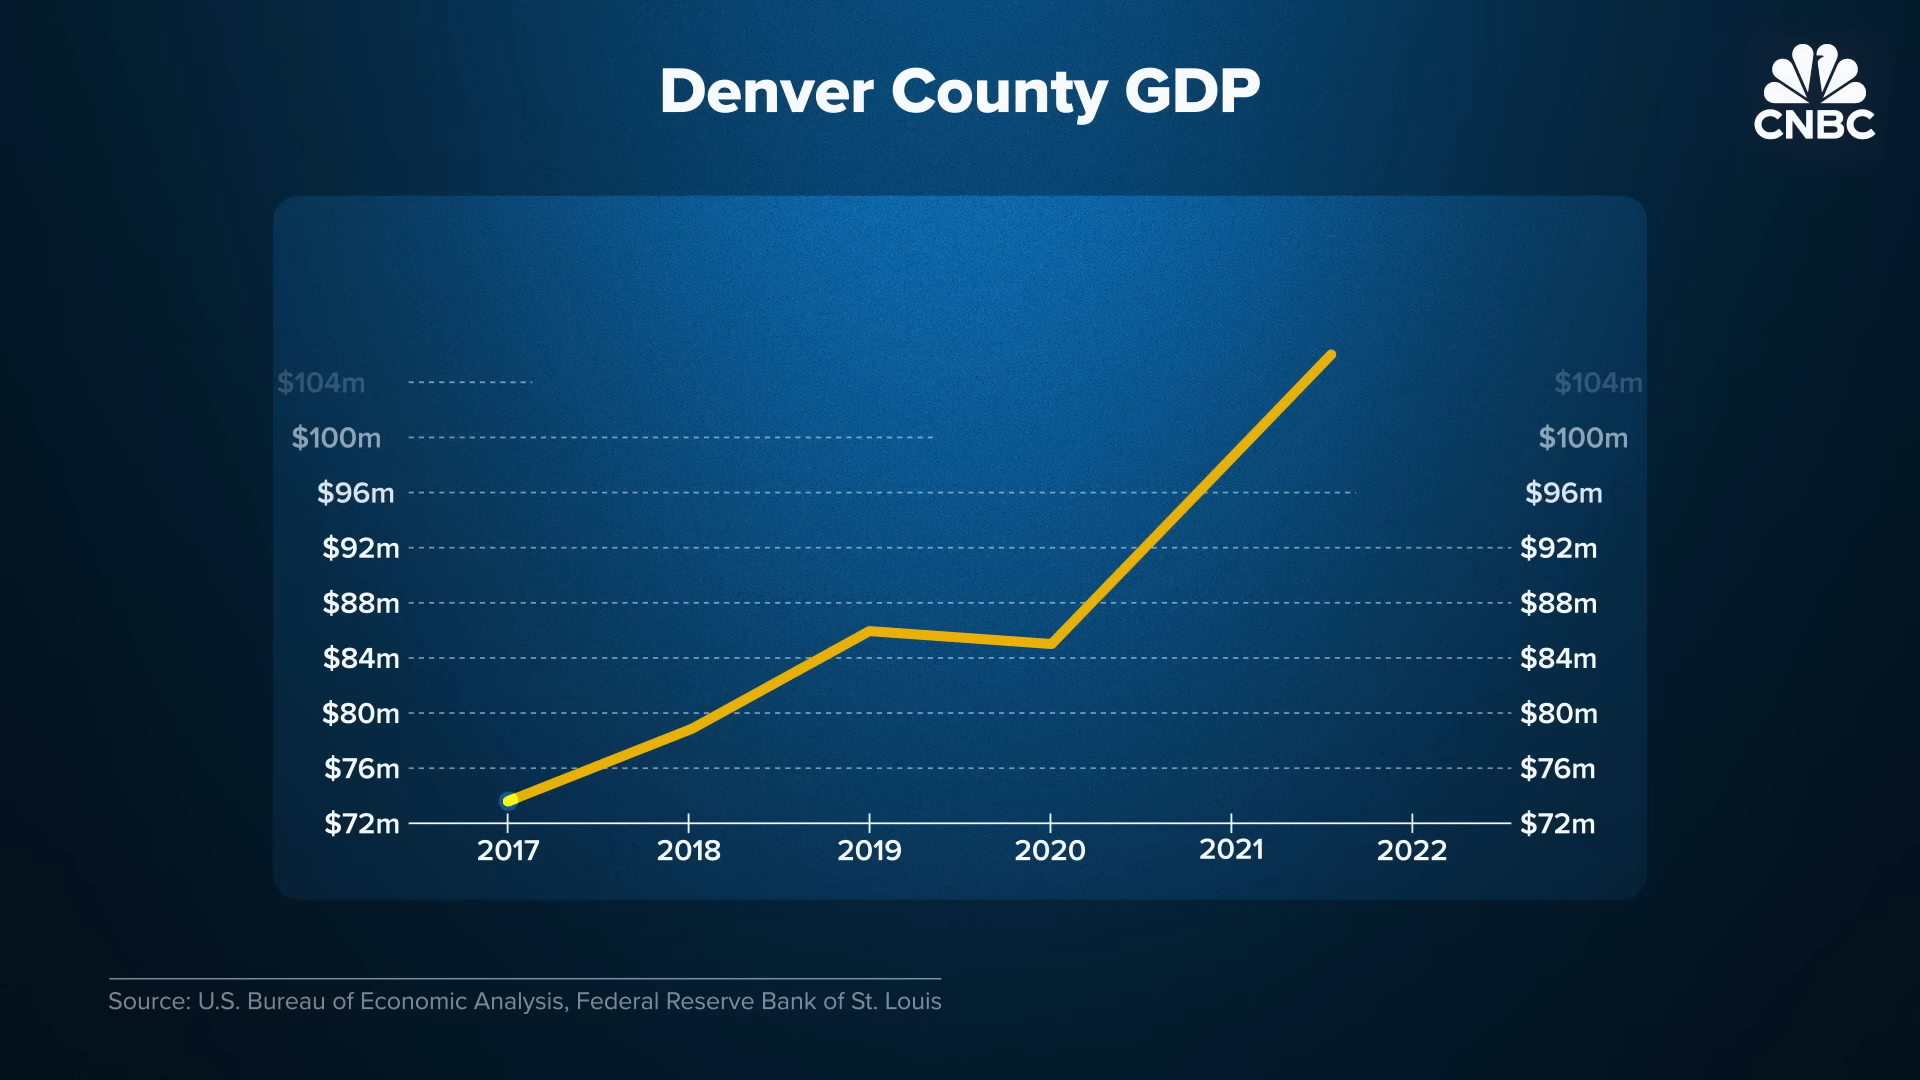 Denver County GDP
CNBC
$104m $104m
$100m $100m
$96m $96m
$92m $92m
$88m $88m
$84m $84m
$80m $80m
$76m $76m
$72m $72m
2017 2018 2019 2020 2021 2022
Source: U.S. Bureau of Economic Analysis, Federal Reserve Bank of St. Louis